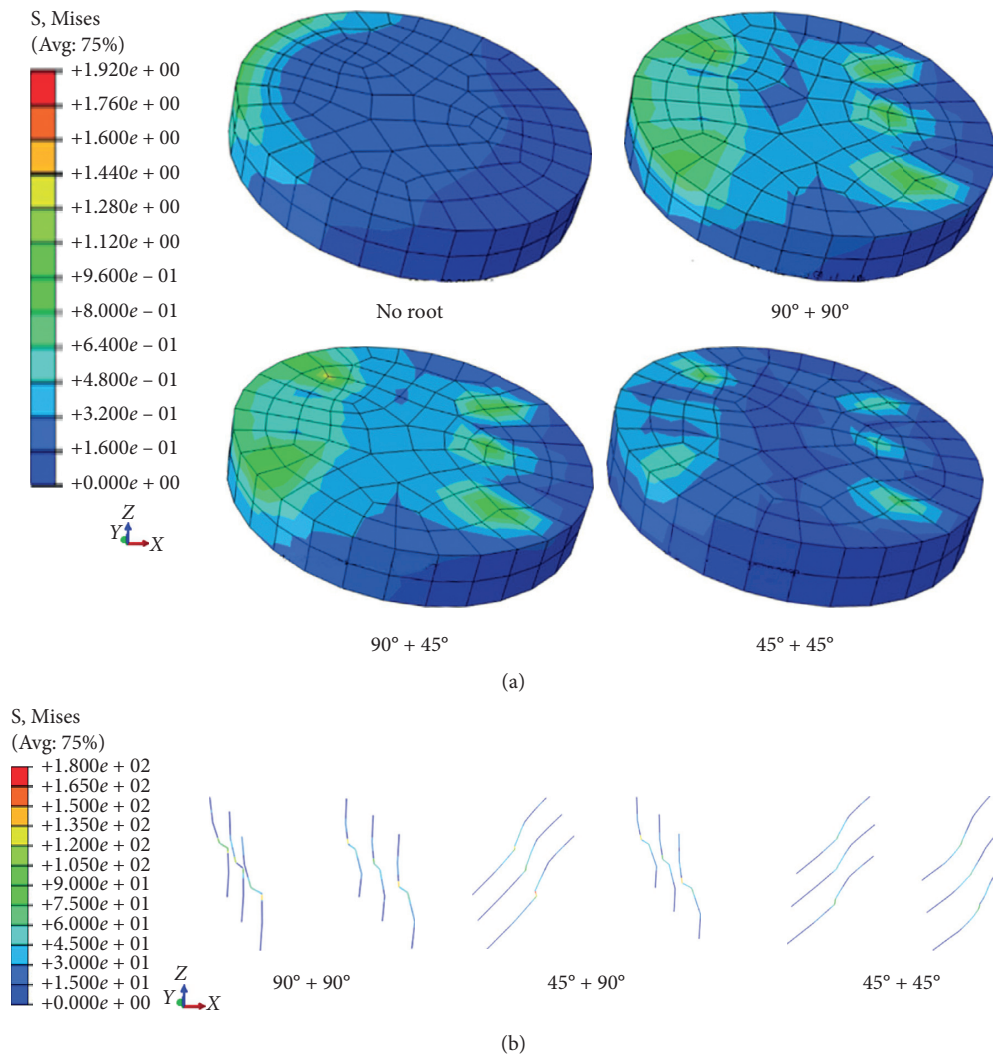 S, Mises
(Avg: 75%)
+1.920e + 00
+1.760e + 00
+1.600e + 00
+1.440e + 00
+1.280e + 00
+1.120e + 00
+9.600e – 01
+8.000e – 01
+6.400e – 01
+4.800e – 01
+3.200e – 01
+1.600e – 01
+0.000e + 00
Z
Y X
No root
90° + 90°
90° + 45°
45° + 45°
(a)
S, Mises
(Avg: 75%)
+1.800e + 02
+1.650e + 02
+1.500e + 02
+1.350e + 02
+1.200e + 02
+1.050e + 02
+9.000e + 01
+7.500e + 01
+6.000e + 01
+4.500e + 01
+3.000e + 01
+1.500e + 01
+0.000e + 00
Z
Y X
90° + 90°
45° + 90°
45° + 45°
(b)